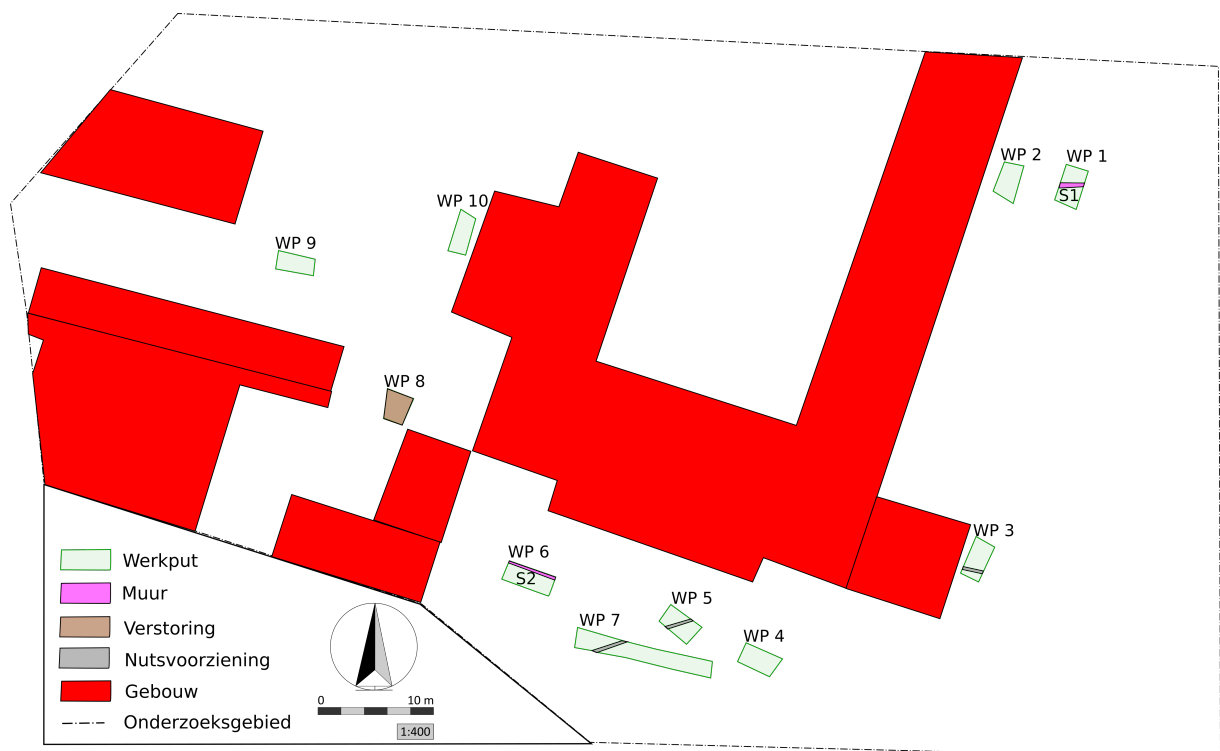 WP 2
WP 1
S1
WP 10
WP 9
WP 8
WP 3
WP 6
S2
WP 5
WP 7
WP 4
Werkput
Muur
Verstoring
Nutsvoorziening
Gebouw
Onderzoeksgebied
0 10 m
1:400